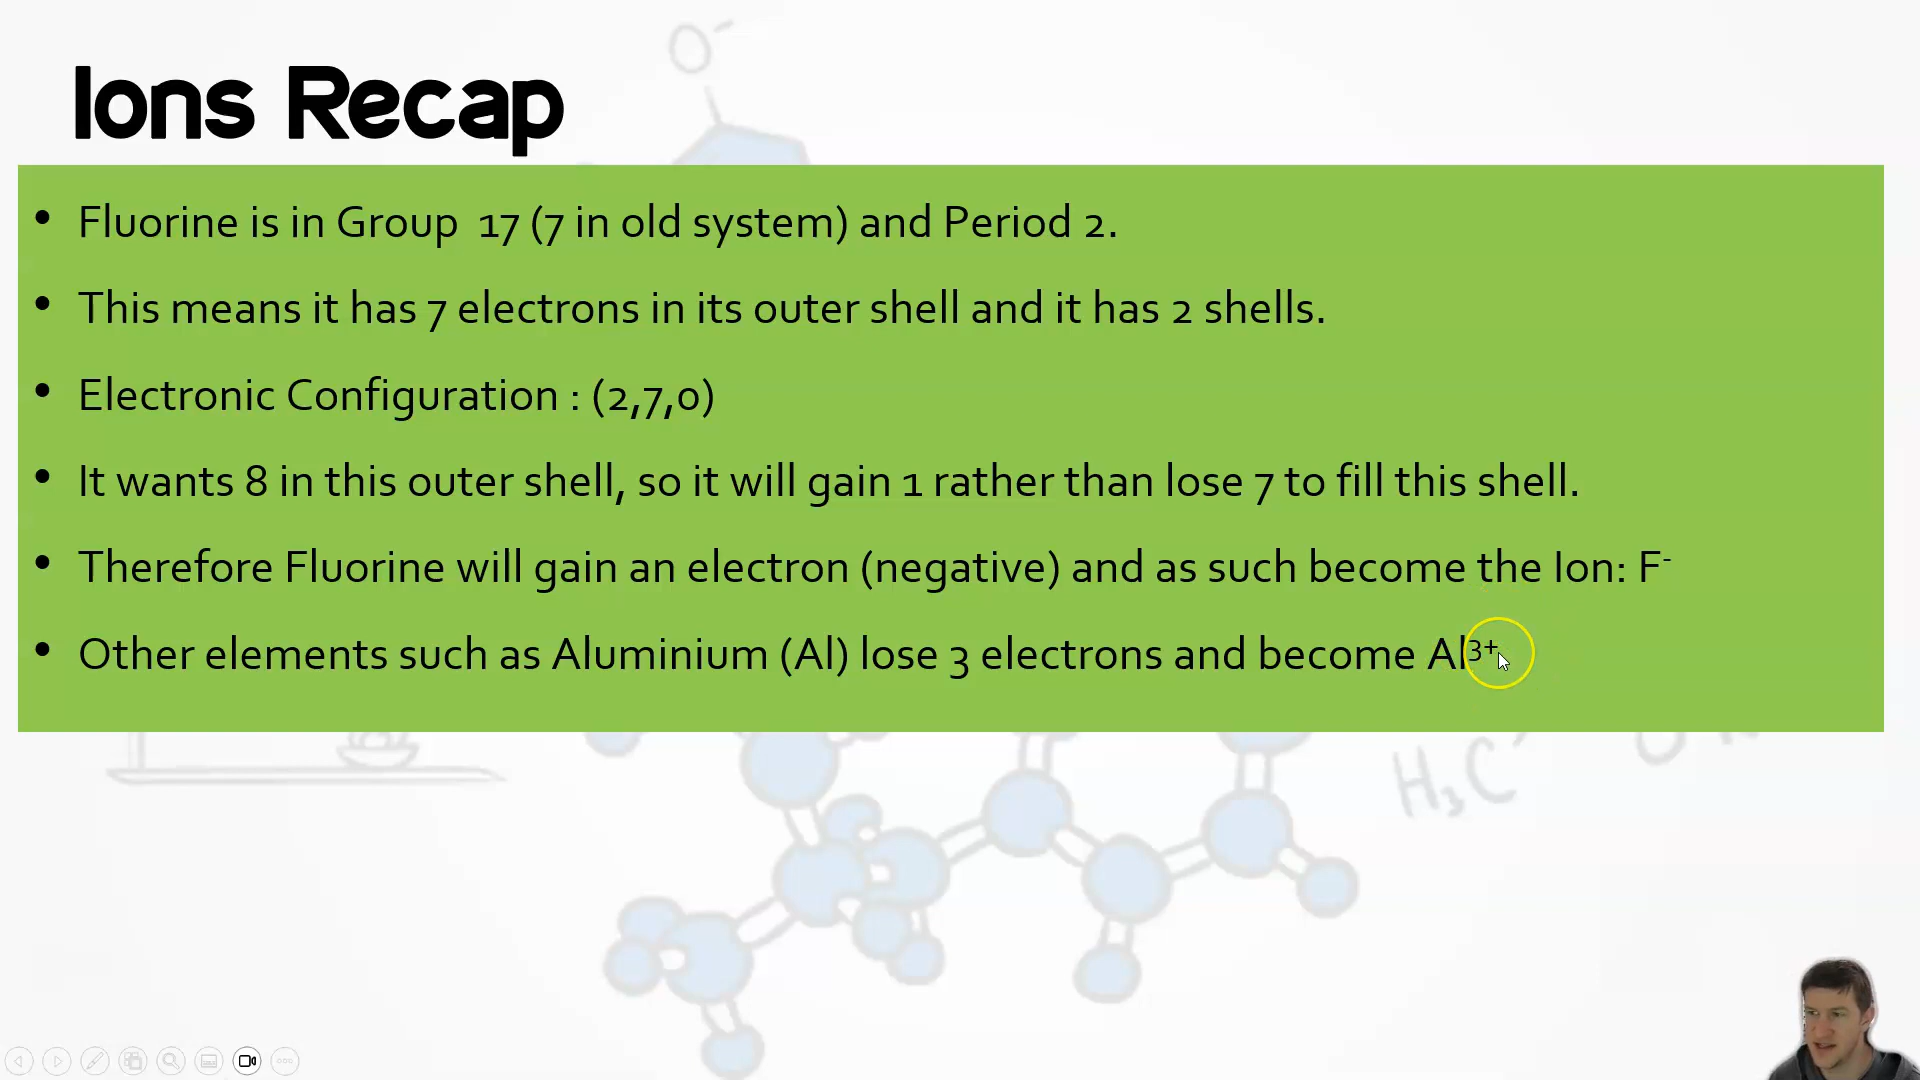 O⁻
Ions Recap
• Fluorine is in Group 17 (7 in old system) and Period 2.
• This means it has 7 electrons in its outer shell and it has 2 shells.
• Electronic Configuration : (2,7,0)
• It wants 8 in this outer shell, so it will gain 1 rather than lose 7 to fill this shell.
• Therefore Fluorine will gain an electron (negative) and as such become the Ion: F⁻
• Other elements such as Aluminium (Al) lose 3 electrons and become Al³⁺
H₃C